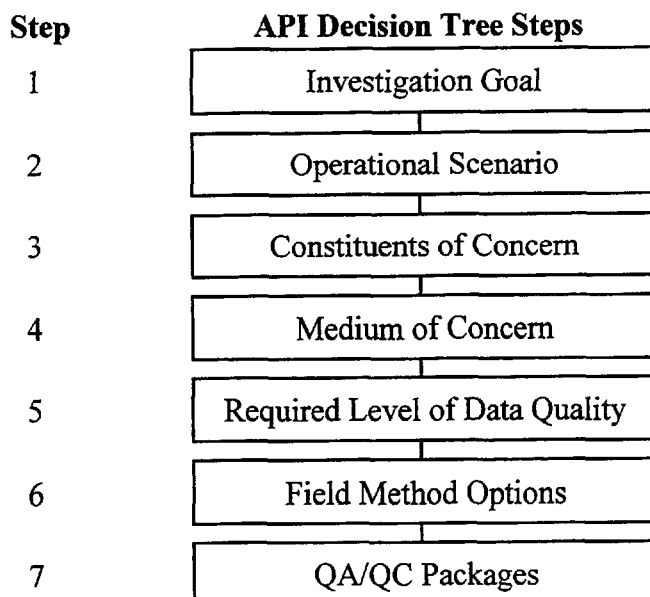 Step API Decision Tree Steps
1 Investigation Goal
2 Operational Scenario
3 Constituents of Concern
4 Medium of Concern
5 Required Level of Data Quality
6 Field Method Options
7 QA/QC Packages